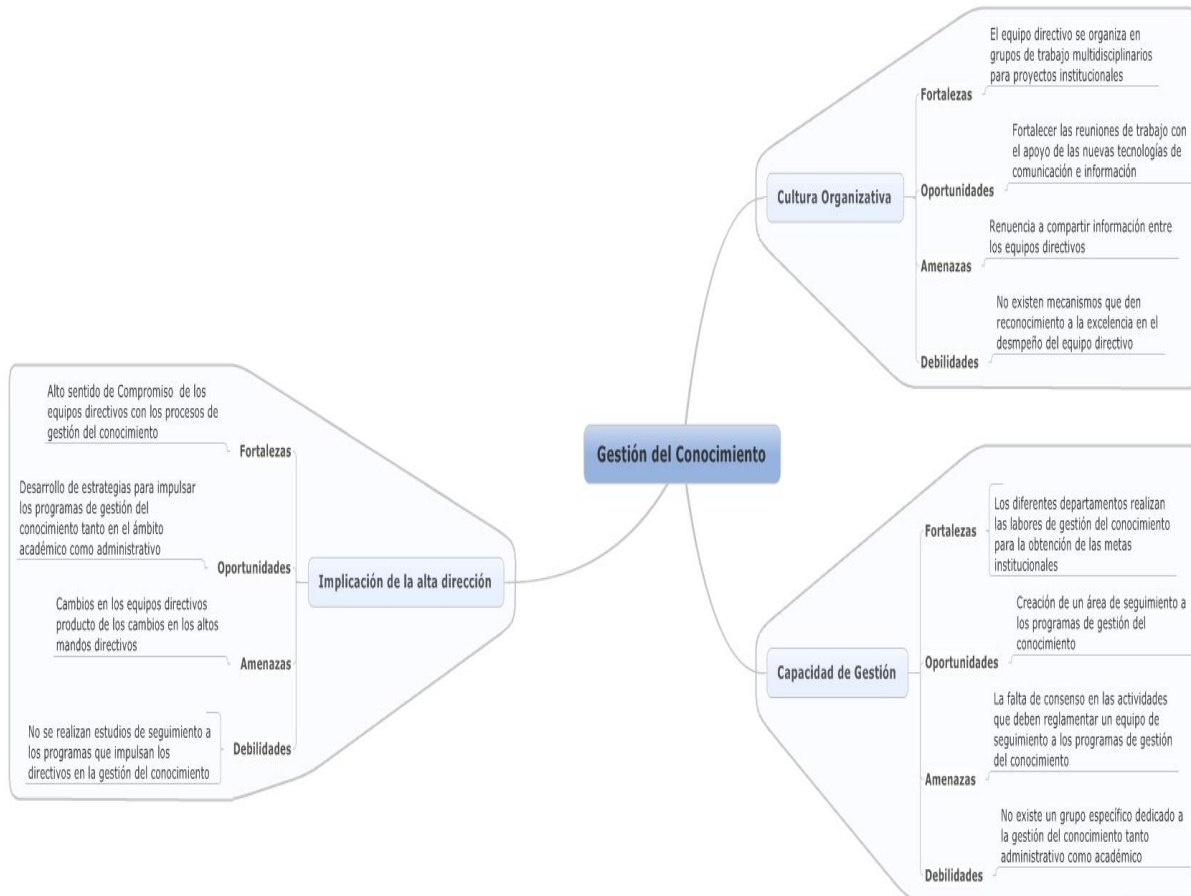 Gestión del Conocimiento
Cultura Organizativa
Fortalezas
El equipo directivo se organiza en
grupos de trabajo multidisciplinarios
para proyectos institucionales
Oportunidades
Fortalecer las reuniones de trabajo con
el apoyo de las nuevas tecnologías de
comunicación e información
Amenazas
Renuencia a compartir información entre
los equipos directivos
Debilidades
No existen mecanismos que den
reconocimiento a la excelencia en el
desmpeño del equipo directivo
Capacidad de Gestión
Fortalezas
Los diferentes departamentos realizan
las labores de gestión del conocimiento
para la obtención de las metas
institucionales
Oportunidades
Creación de un área de seguimiento a
los programas de gestión del
conocimiento
Amenazas
La falta de consenso en las actividades
que deben reglamentar un equipo de
seguimiento a los programas de gestión
del conocimiento
Debilidades
No existe un grupo específico dedicado a
la gestión del conocimiento tanto
administrativo como académico
Implicación de la alta dirección
Fortalezas
Alto sentido de Compromiso de los
equipos directivos con los procesos de
gestión del conocimiento
Oportunidades
Desarrollo de estrategias para impulsar
los programas de gestión del
conocimiento tanto en el ámbito
académico como administrativo
Amenazas
Cambios en los equipos directivos
producto de los cambios en los altos
mandos directivos
Debilidades
No se realizan estudios de seguimiento a
los programas que impulsan los
directivos en la gestión del conocimiento